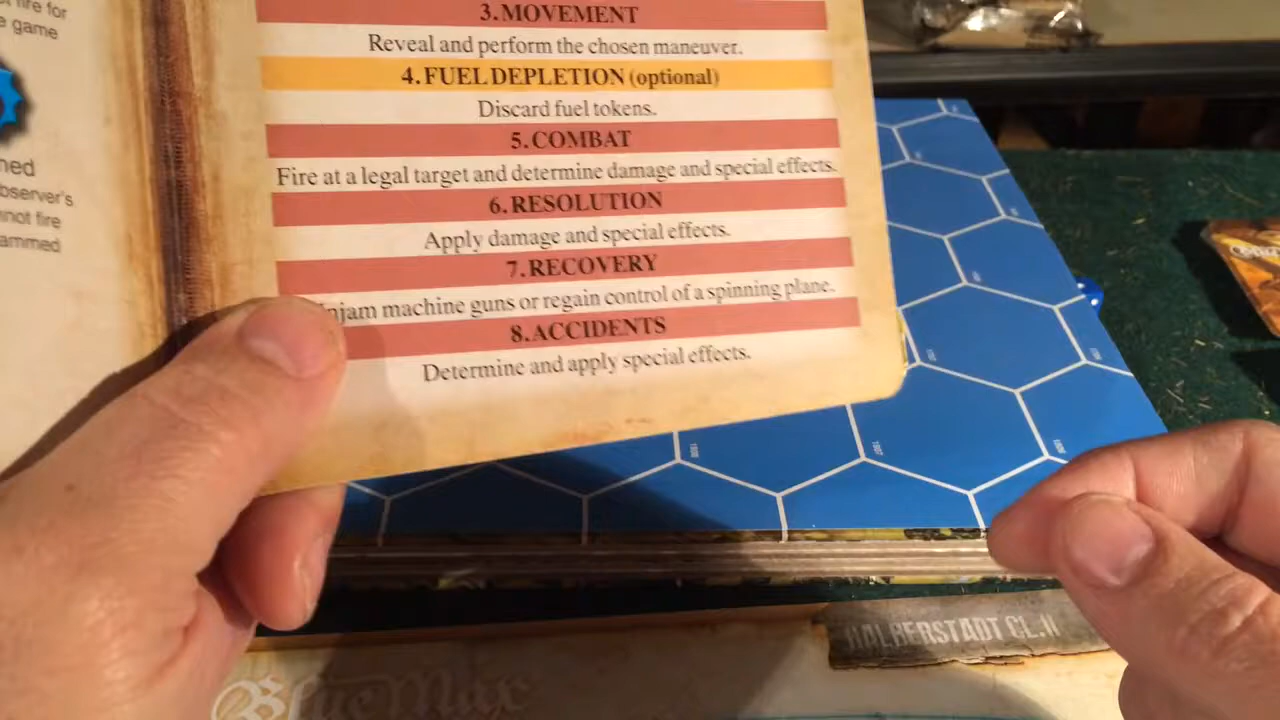 fire for
game
ned
observer's
not fire
ammed
3. MOVEMENT
Reveal and perform the chosen maneuver.
4. FUEL DEPLETION (optional)
Discard fuel tokens.
5. COMBAT
Fire at a legal target and determine damage and special effects.
6. RESOLUTION
Apply damage and special effects.
7. RECOVERY
njam machine guns or regain control of a spinning plane.
8. ACCIDENTS
Determine and apply special effects.
HALBERSTADT CL.II
Blue Max